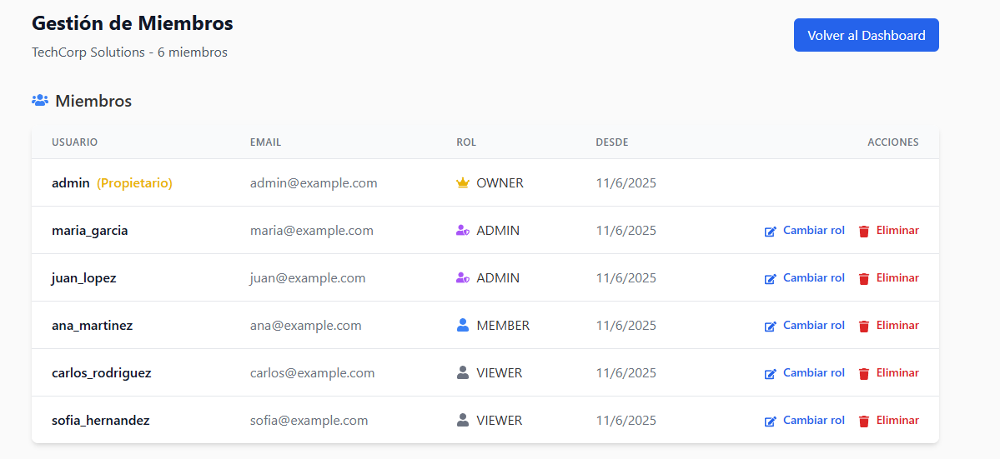 Gestión de Miembros
Volver al Dashboard
TechCorp Solutions - 6 miembros
Miembros
USUARIO EMAIL ROL DESDE ACCIONES
admin (Propietario) admin@example.com OWNER 11/6/2025
maria_garcia maria@example.com ADMIN 11/6/2025 Cambiar rol Eliminar
juan_lopez juan@example.com ADMIN 11/6/2025 Cambiar rol Eliminar
ana_martinez ana@example.com MEMBER 11/6/2025 Cambiar rol Eliminar
carlos_rodriguez carlos@example.com VIEWER 11/6/2025 Cambiar rol Eliminar
sofia_hernandez sofia@example.com VIEWER 11/6/2025 Cambiar rol Eliminar